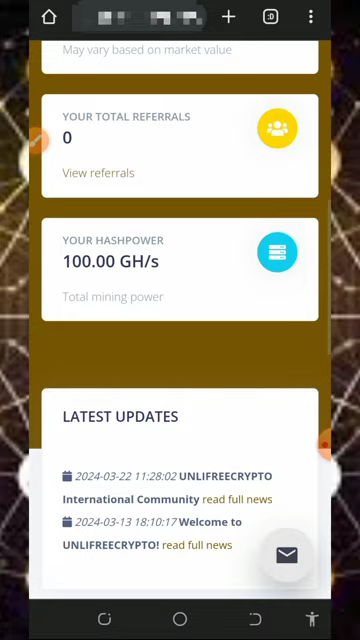 :D
May vary based on market value
YOUR TOTAL REFERRALS
0
View referrals
YOUR HASHPOWER
100.00 GH/s
Total mining power
LATEST UPDATES
2024-03-22 11:28:02 UNLIFREECRYPTO
International Community read full news
2024-03-13 18:10:17 Welcome to
UNLIFREECRYPTO! read full news